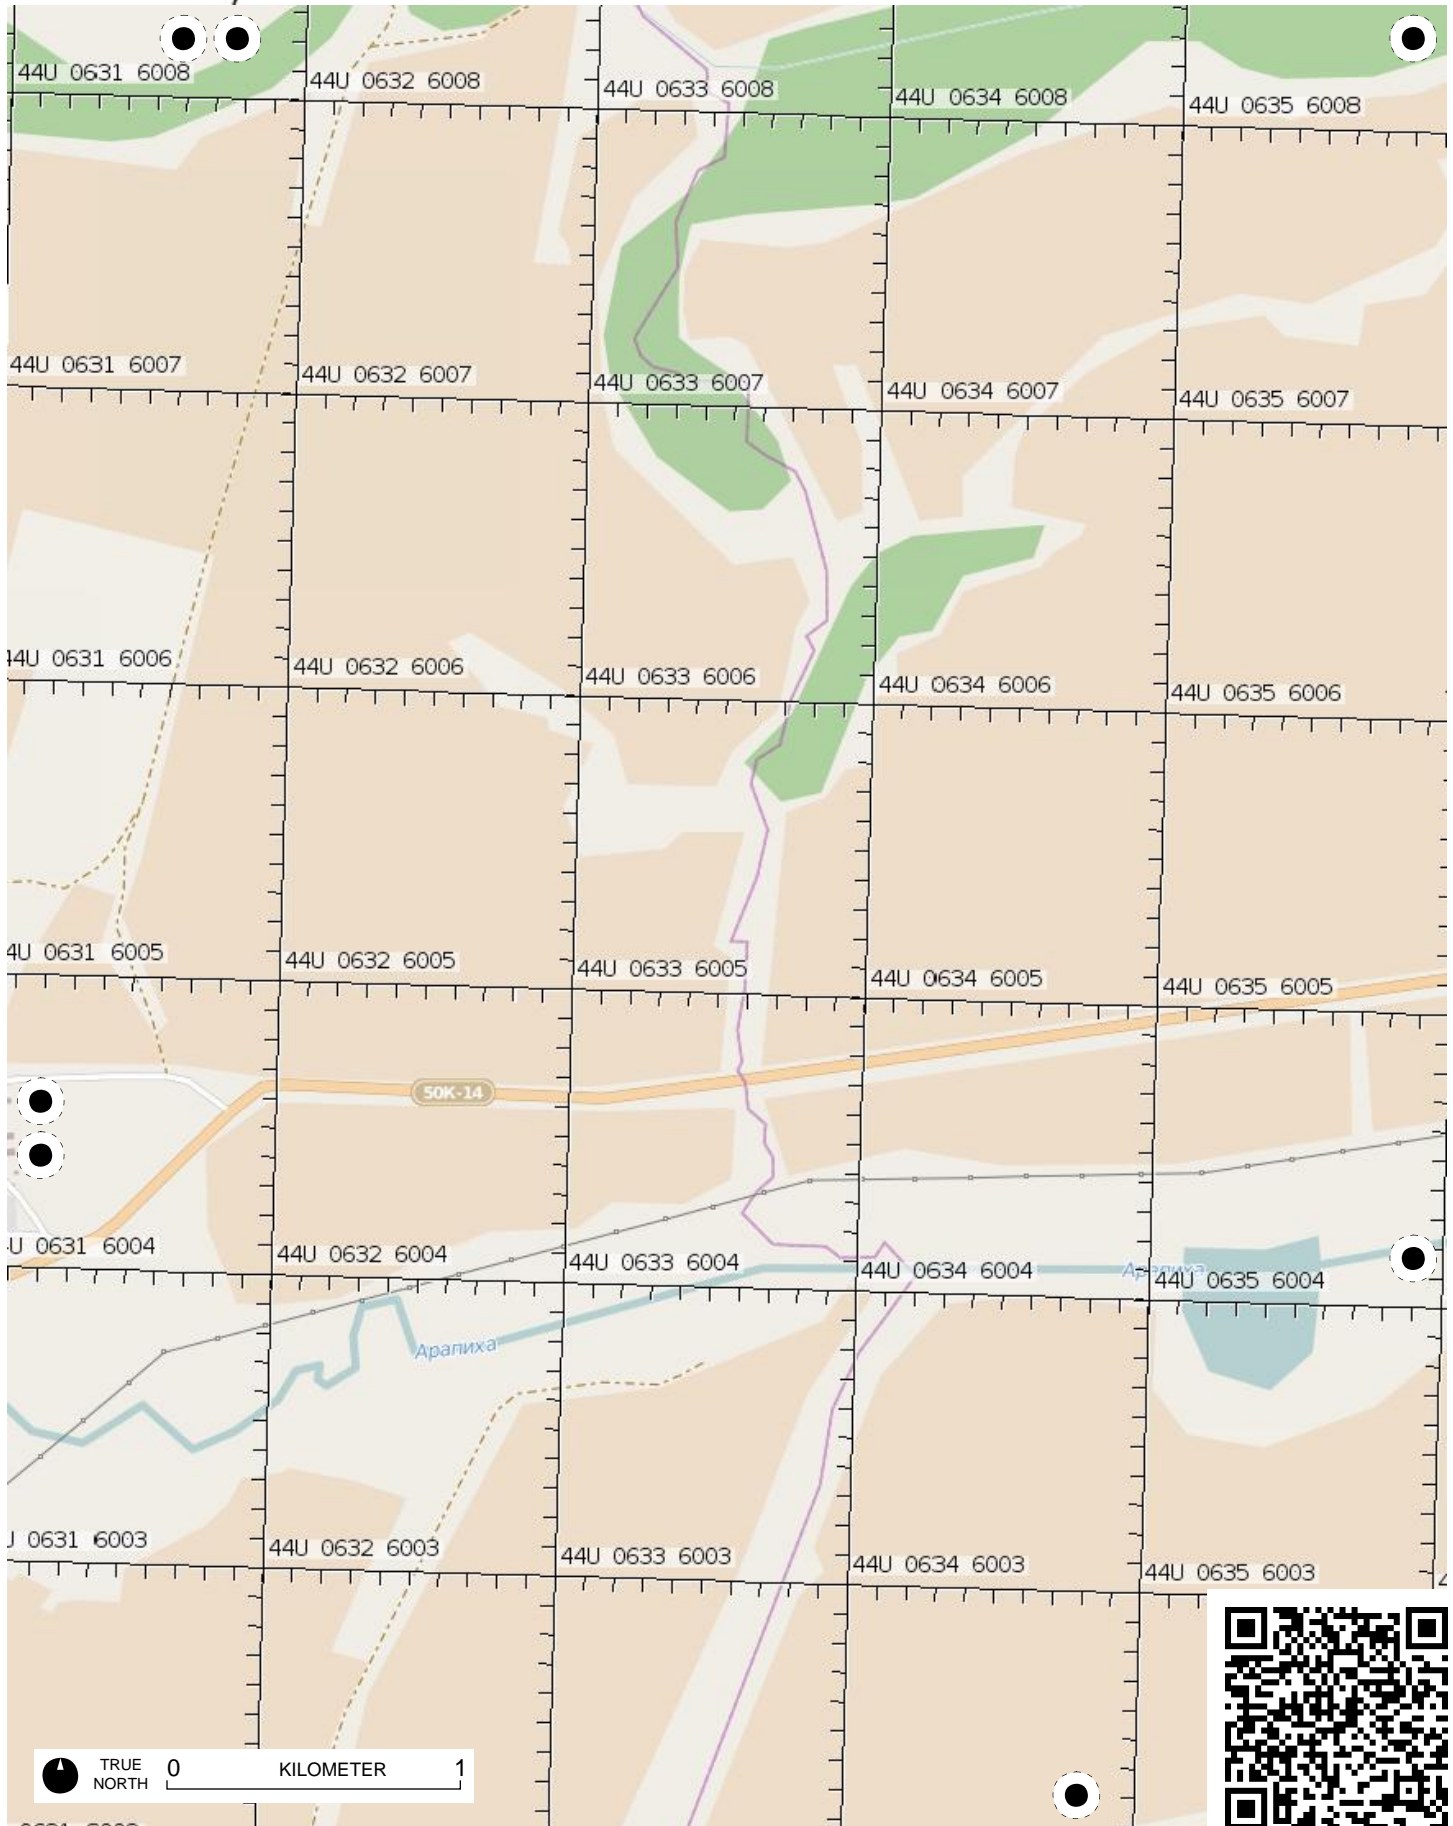 44U 0631 6008
44U 0632 6008
44U 0633 6008
44U 0634 6008
44U 0635 6008
44U 0631 6007
44U 0632 6007
44U 0633 6007
44U 0634 6007
44U 0635 6007
44U 0631 6006
44U 0632 6006
44U 0633 6006
44U 0634 6006
44U 0635 6006
4U 0631 6005
44U 0632 6005
44U 0633 6005
44U 0634 6005
44U 0635 6005
50К-14
U 0631 6004
44U 0632 6004
44U 0633 6004
44U 0634 6004
Арапиха
44U 0635 6004
Арапиха
0631 6003
44U 0632 6003
44U 0633 6003
44U 0634 6003
44U 0635 6003
TRUE NORTH
0 KILOMETER 1